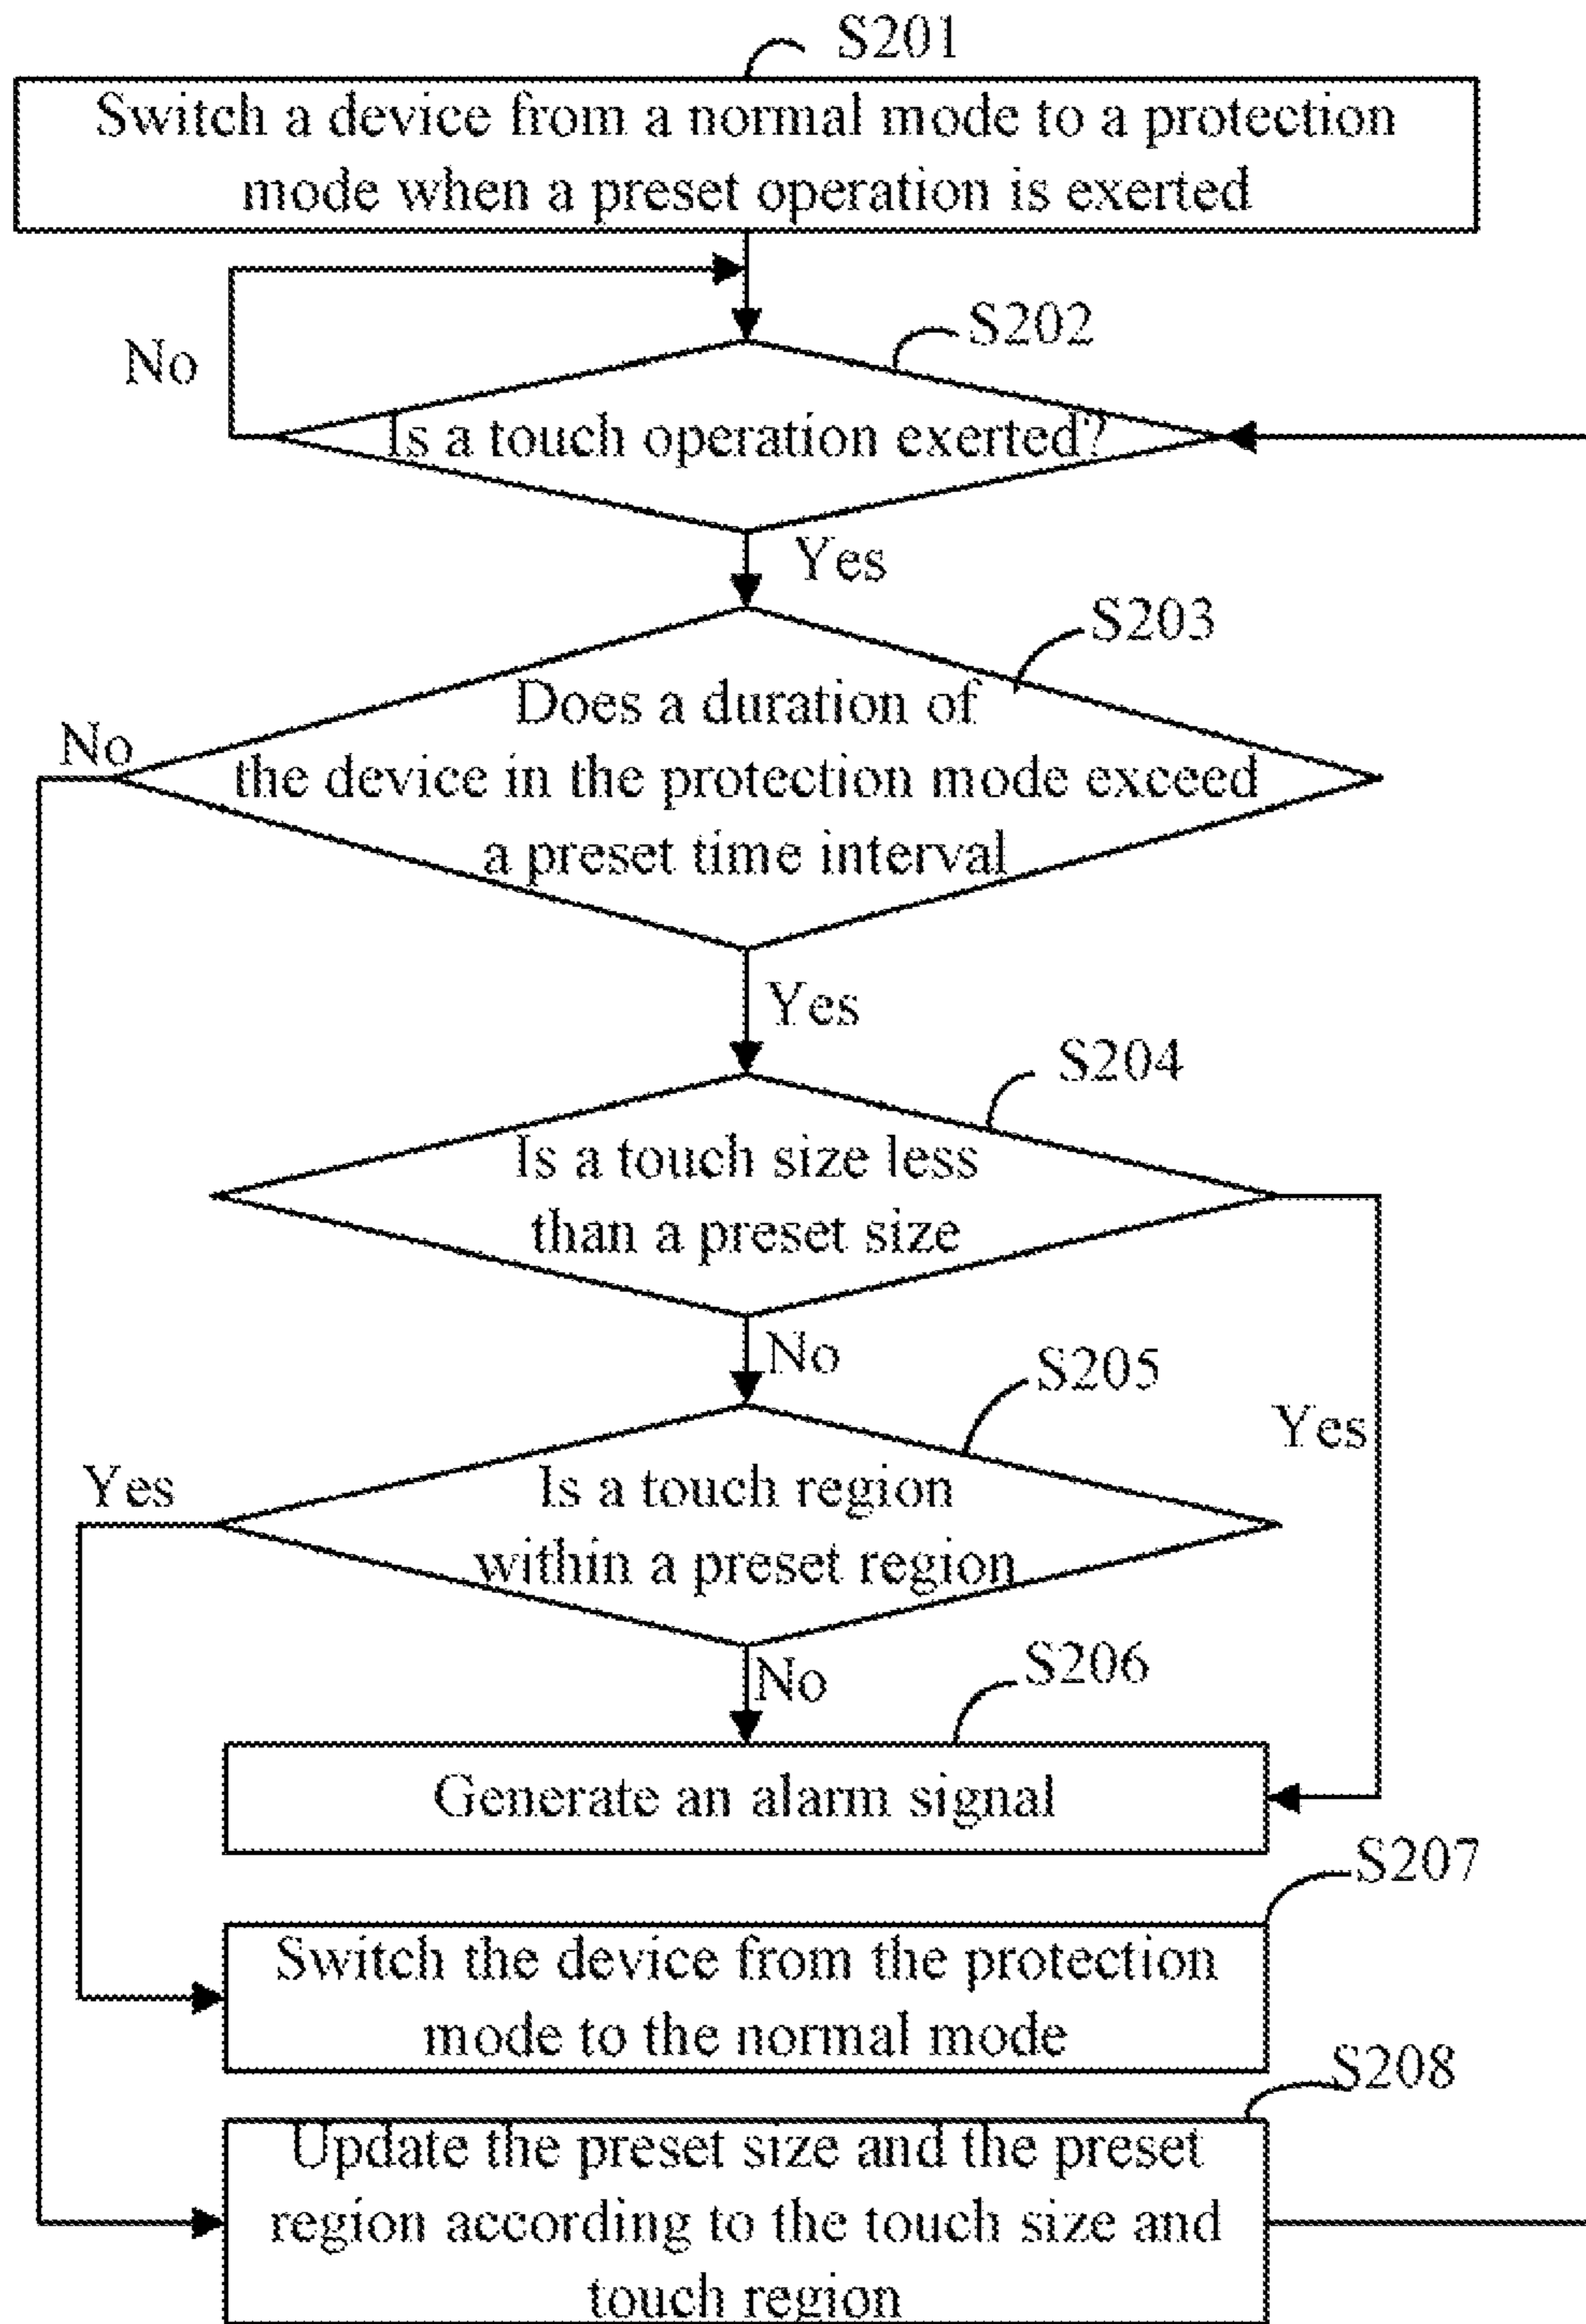 S201
Switch a device from a normal mode to a protection
mode when a preset operation is exerted
S202
No
Is a touch operation exerted?
Yes
S203
Does a duration of
No
the device in the protection mode exceed
a preset time interval
Yes
S204
Is a touch size less
than a preset size
No
S205
Yes
Yes
Is a touch region
within a preset region
No
S206
Generate an alarm signal
S207
Switch the device from the protection
mode to the normal mode
S208
Update the preset size and the preset
region according to the touch size and
touch region